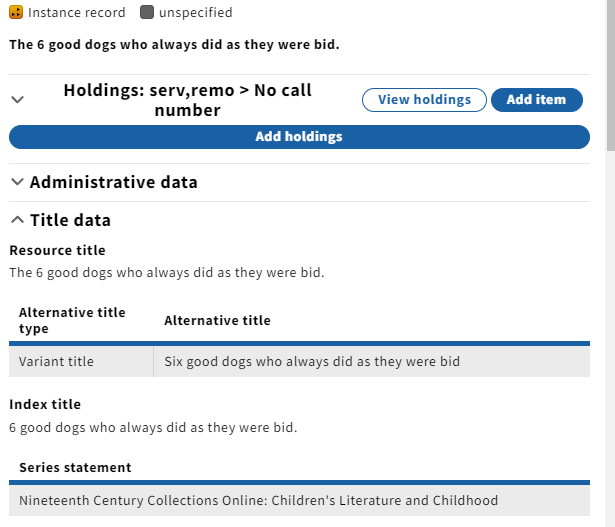 Instance record unspecified
The 6 good dogs who always did as they were bid.
Holdings: serv,remo > No call
number
View holdings
Add item
Add holdings
Administrative data
Title data
Resource title
The 6 good dogs who always did as they were bid.
Alternative title
type
Alternative title
Variant title
Six good dogs who always did as they were bid
Index title
6 good dogs who always did as they were bid.
Series statement
Nineteenth Century Collections Online: Children's Literature and Childhood